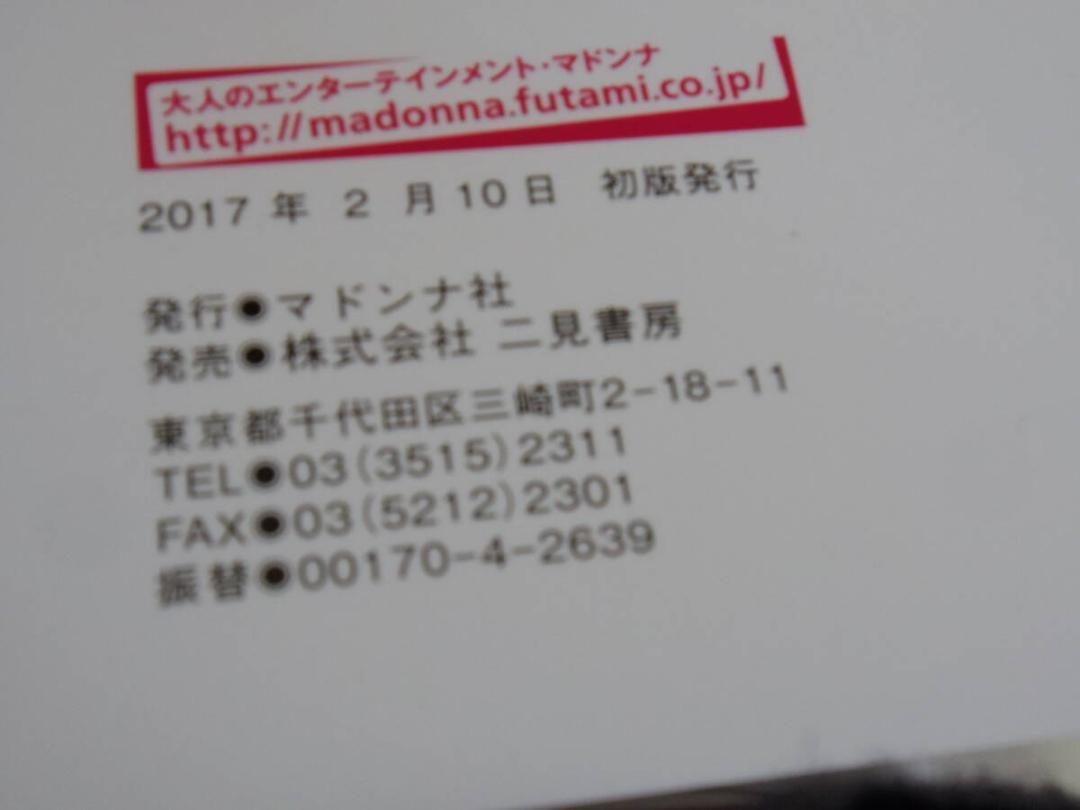 大人のエンターテインメント・マドンナ
http://madonna.futami.co.jp/
2017 年 2 月 10 日 初版発行
発行●マドンナ社
発売●株式会社 二見書房
東京都千代田区三崎町2-18-11
TEL●03(3515)2311
FAX●03(5212)2301
振替●00170-4-2639